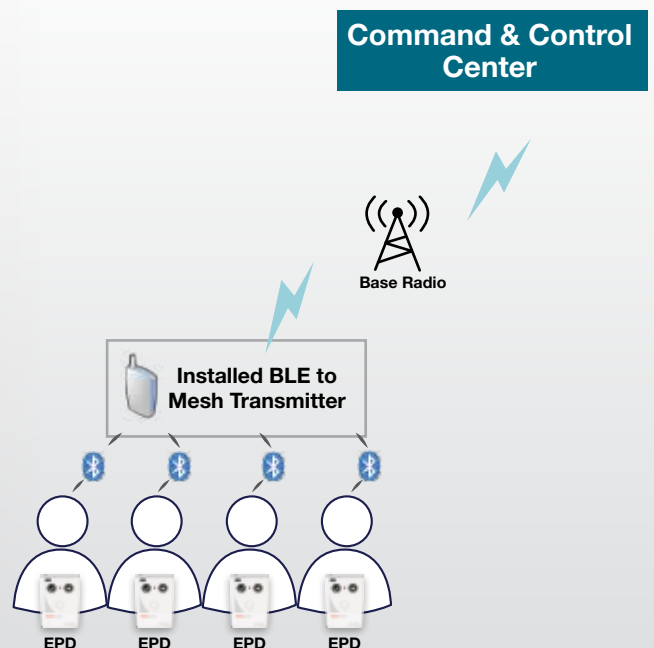 Command & Control
Center
Base Radio
Installed BLE to
Mesh Transmitter
EPD EPD EPD EPD